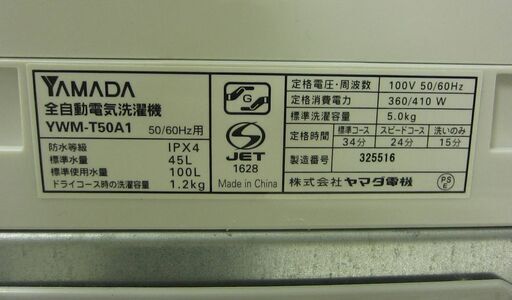 YAMADA
全自動電気洗濯機
YWM-T50A1 50/60Hz用
防水等級 IPX4
標準水量 45L
標準使用水量 100L
ドライコース時の洗濯容量 1.2kg
G
S
JET
1628
Made in China
定格電圧・周波数 100V 50/60Hz
定格消費電力 360/410 W
標準洗濯容量 5.0kg
定格時間 標準コース スピードコース 洗いのみ
34分 24分 15分
製造番号 325516
株式会社ヤマダ電機
PS
E